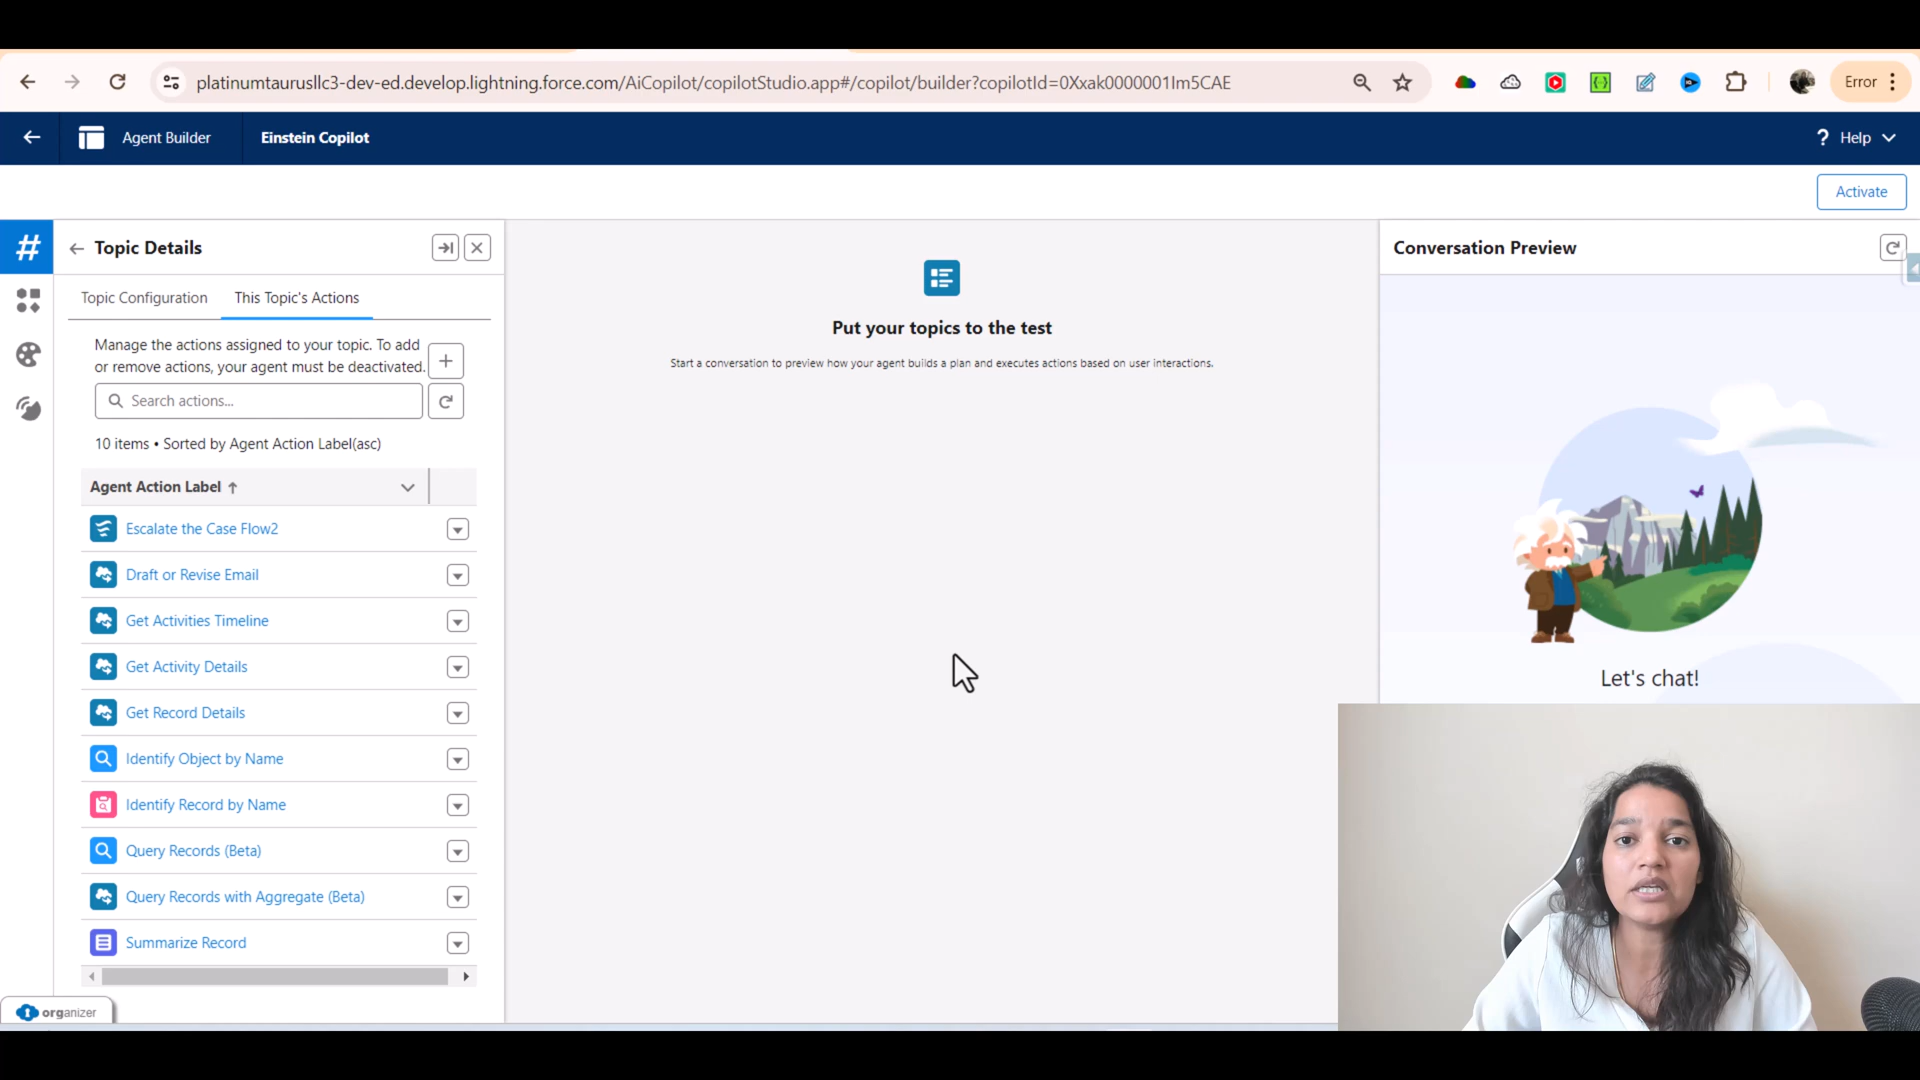 platinumtaurusllc3-dev-ed.develop.lightning.force.com/AiCopilot/copilotStudio.app#/copilot/builder?copilotId=0Xxak0000001Im5CAE
Error
Agent Builder
Einstein Copilot
? Help
Activate
Topic Details
Topic Configuration
This Topic's Actions
Manage the actions assigned to your topic. To add
or remove actions, your agent must be deactivated.
Search actions...
10 items • Sorted by Agent Action Label(asc)
Agent Action Label ↑
Escalate the Case Flow2
Draft or Revise Email
Get Activities Timeline
Get Activity Details
Get Record Details
Identify Object by Name
Identify Record by Name
Query Records (Beta)
Query Records with Aggregate (Beta)
Summarize Record
organizer
Put your topics to the test
Start a conversation to preview how your agent builds a plan and executes actions based on user interactions.
Conversation Preview
Let's chat!